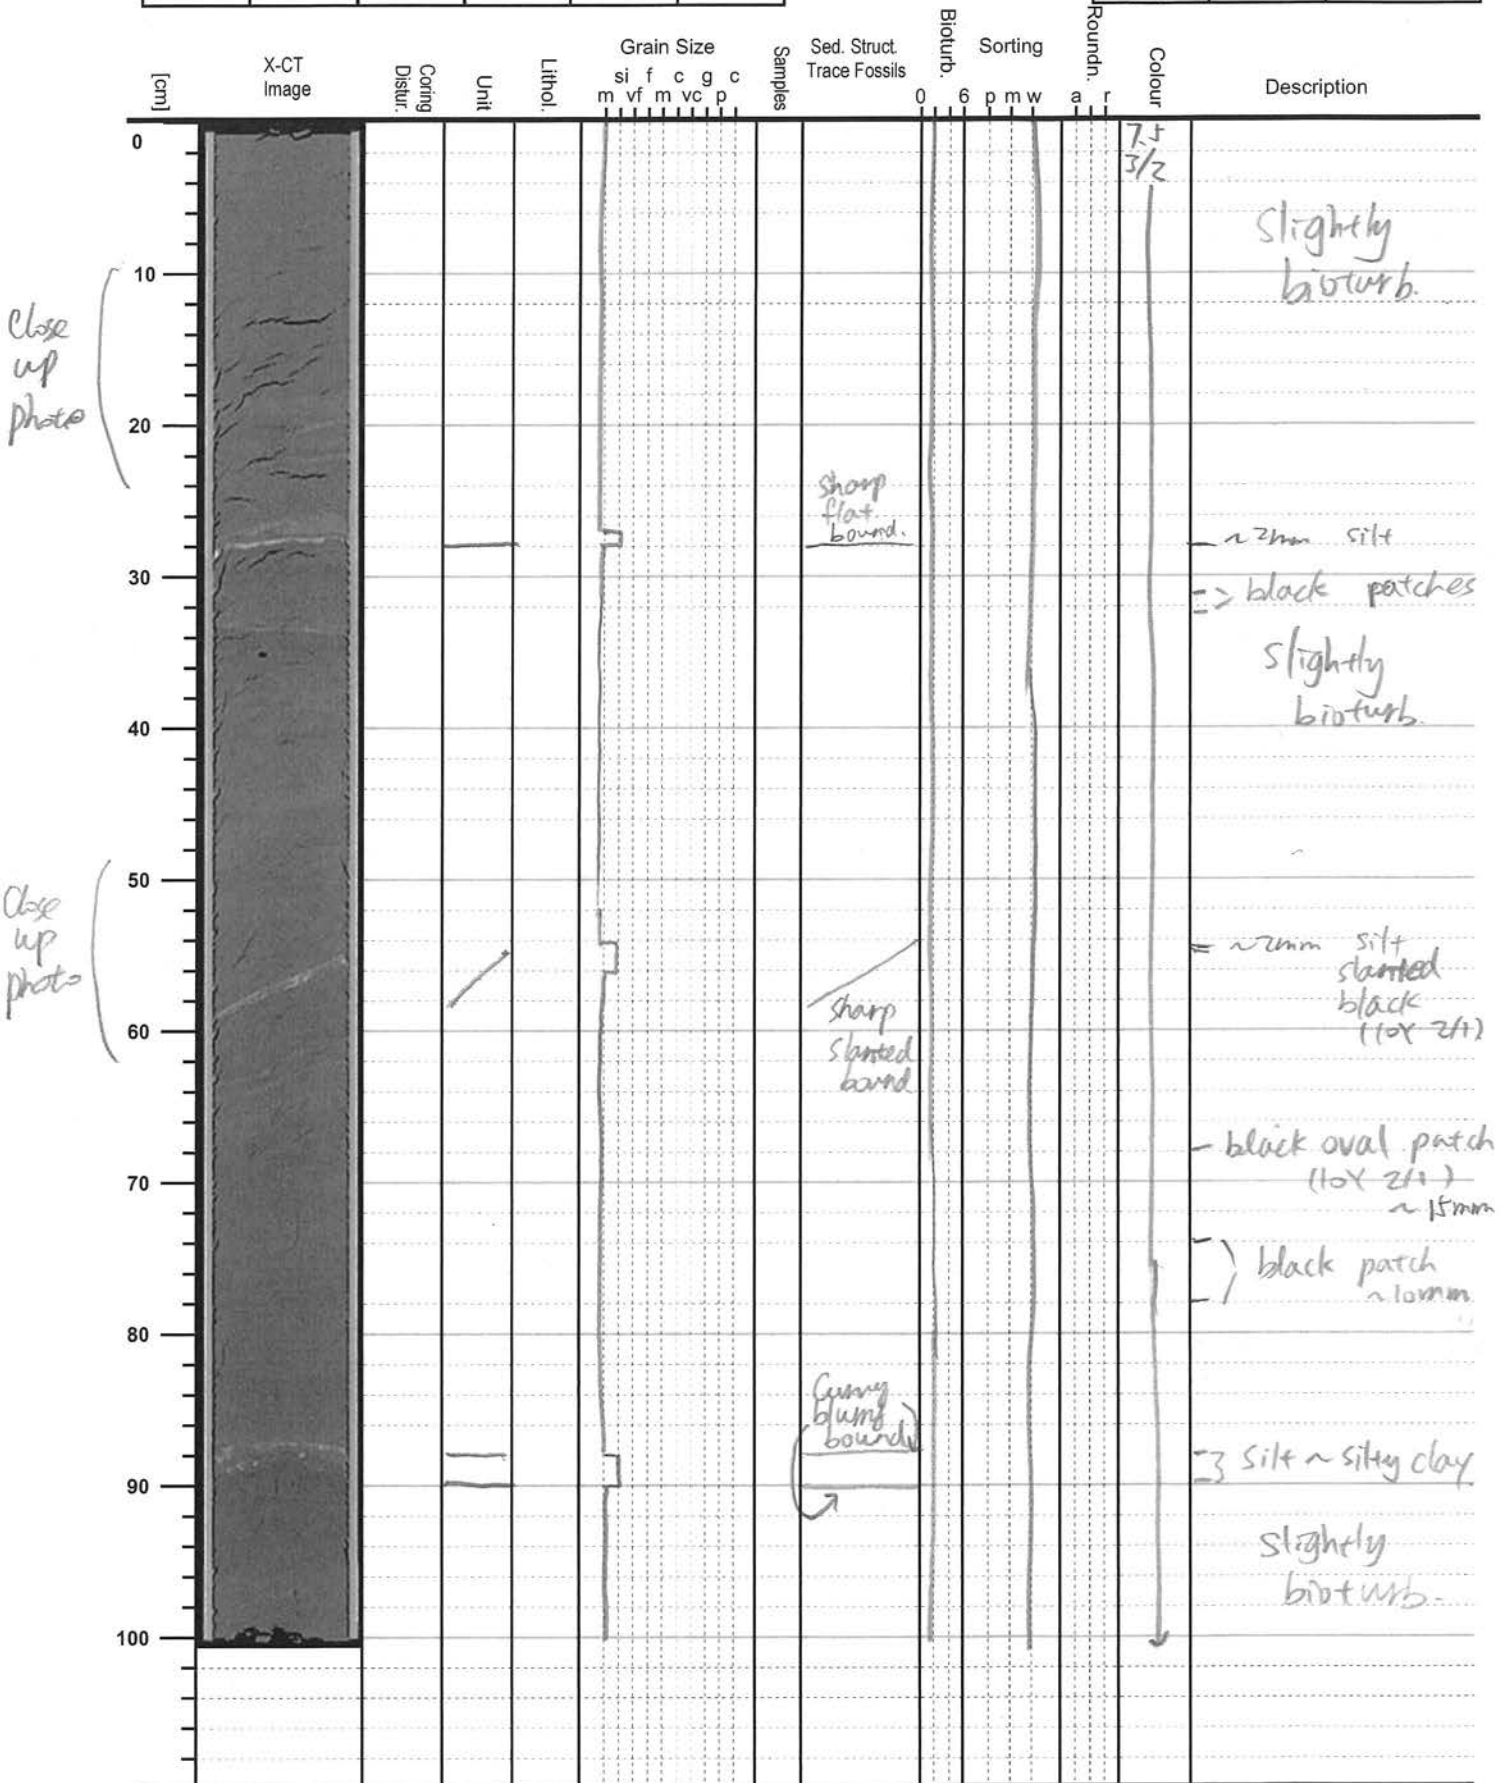 [cm]
X-CT
Image
Coring
Distur.
Unit
Lithol.
Grain Size
si f c g c
m vf m vc p
Samples
Sed. Struct.
Trace Fossils
Bioturb.
0 6
Sorting
p m w
Roundn.
a r
Colour
Description
0
7.5
3/2
slightly
bioturb.
10
Close
up
photo
20
sharp
flat
bound.
~2mm silt
30
black patches
slightly
bioturb.
40
50
Close
up
photo
~2mm silt
slanted
black
(10Y 2/1)
sharp
slanted
bound
60
black oval patch
(10Y 2/1)
~15mm
70
black patch
~10mm
80
bound
silt ~ silty clay
90
slightly
bioturb.
100